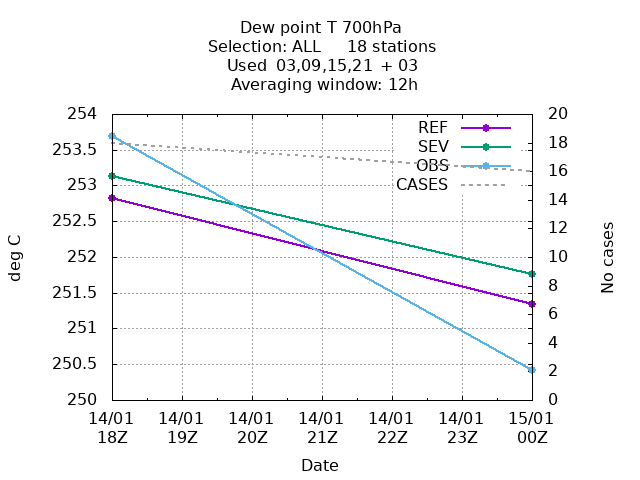 Dew point T 700hPa
Selection: ALL 18 stations
Used 03,09,15,21 + 03
Averaging window: 12h
254
253.5
253
252.5
252
251.5
251
250.5
250
20
18
16
14
12
10
8
6
4
2
0
REF
SEV
OBS
CASES
deg C
No cases
14/01 14/01 14/01 14/01 14/01 14/01 15/01
18Z 19Z 20Z 21Z 22Z 23Z 00Z
Date